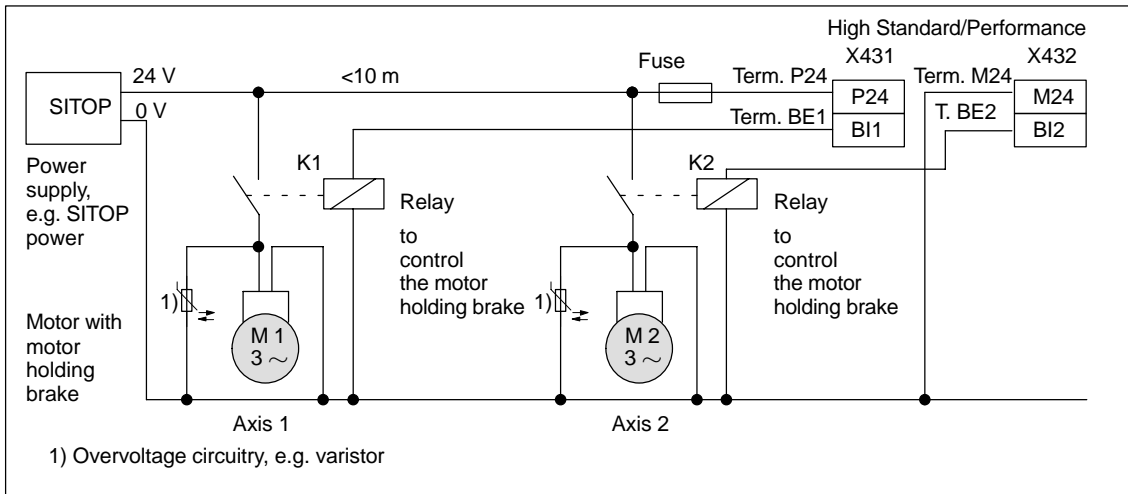 High Standard/Performance
X431
X432
24 V
<10 m
Fuse
Term. P24
Term. M24
SITOP
0 V
P24
M24
Term. BE1
T. BE2
BI1
BI2
Power
supply,
e.g. SITOP
power
K1
K2
Relay
to
control
the motor
holding brake
Relay
to
control
the motor
holding brake
1)
1)
Motor with
motor
holding
brake
M 1
3 ~
M 2
3 ~
Axis 1
Axis 2
1) Overvoltage circuitry, e.g. varistor